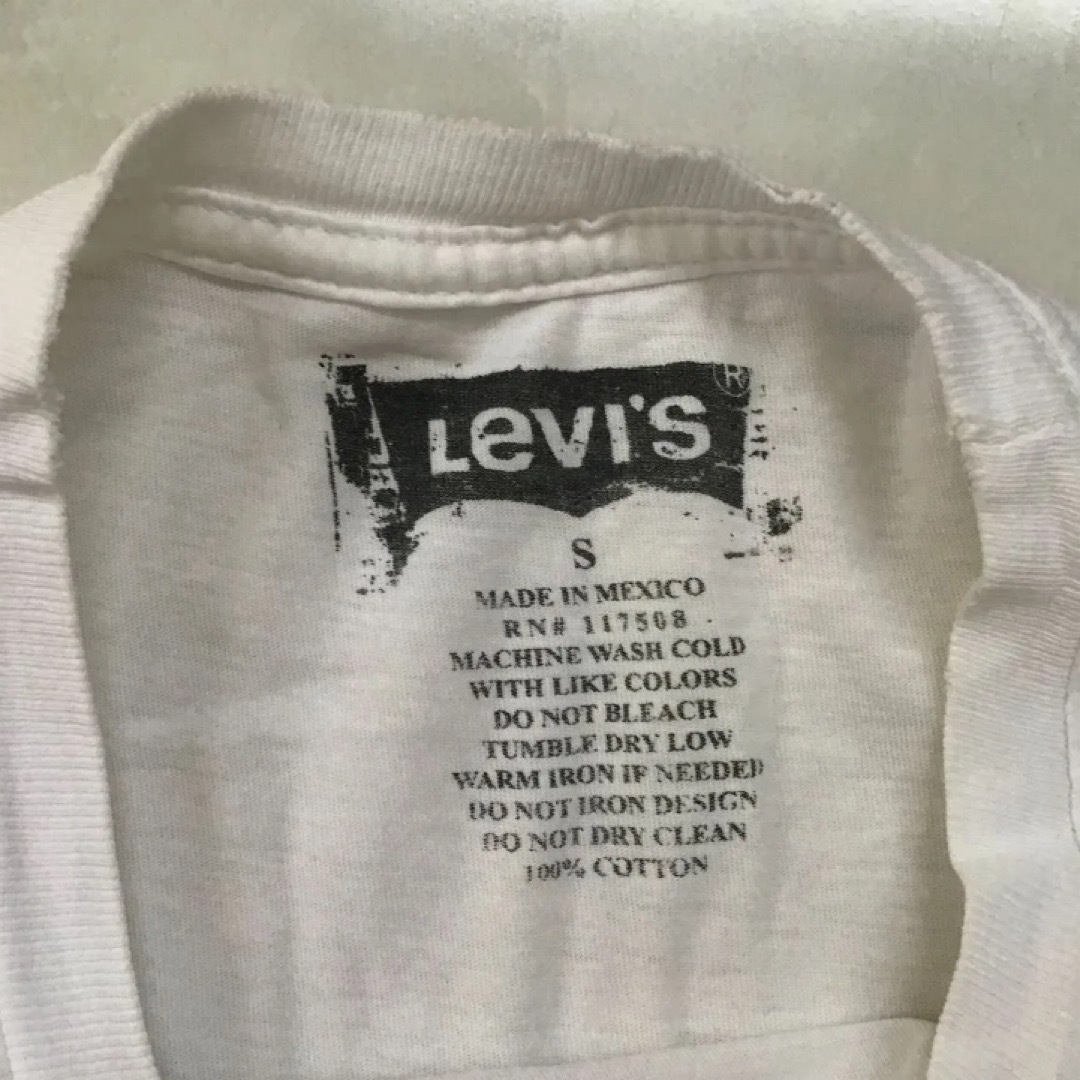 LEVI'S ®
S
MADE IN MEXICO
RN# 117508
MACHINE WASH COLD
WITH LIKE COLORS
DO NOT BLEACH
TUMBLE DRY LOW
WARM IRON IF NEEDED
DO NOT IRON DESIGN
DO NOT DRY CLEAN
100% COTTON